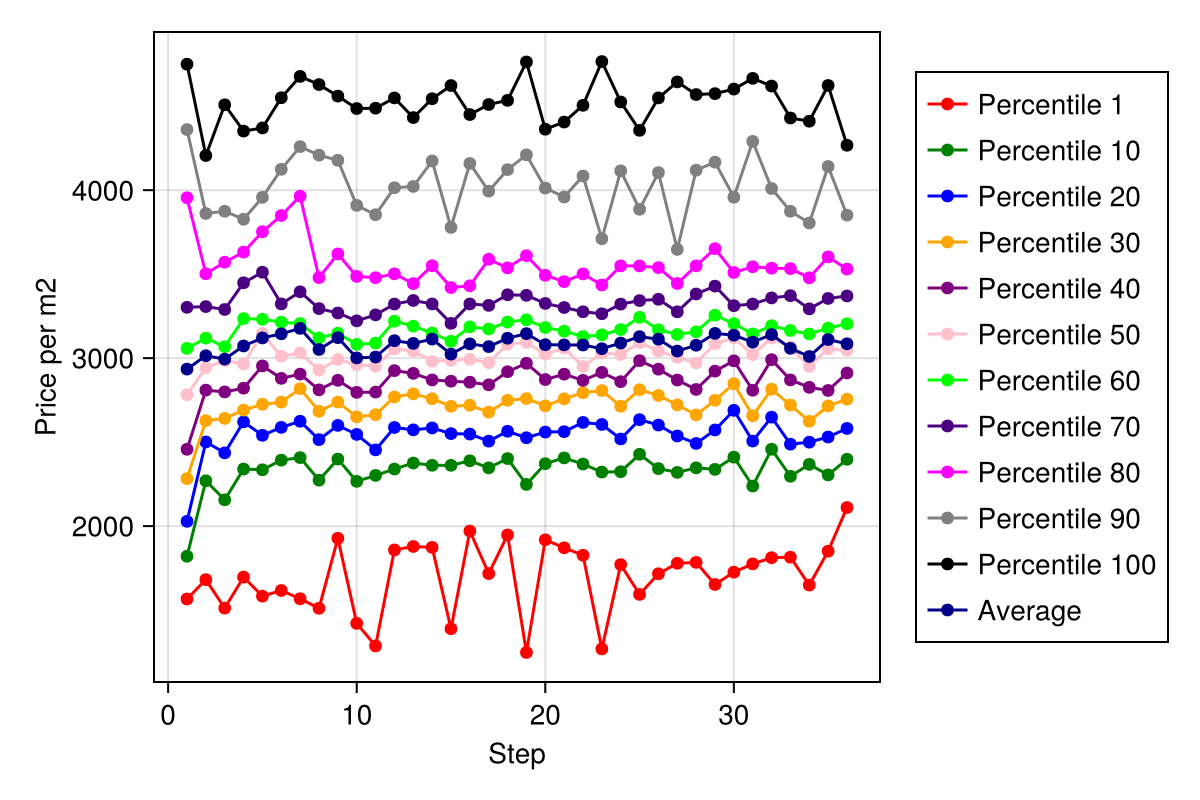 4000
3000
2000
Price per m2
0
10
20
30
Step
Percentile 1
Percentile 10
Percentile 20
Percentile 30
Percentile 40
Percentile 50
Percentile 60
Percentile 70
Percentile 80
Percentile 90
Percentile 100
Average